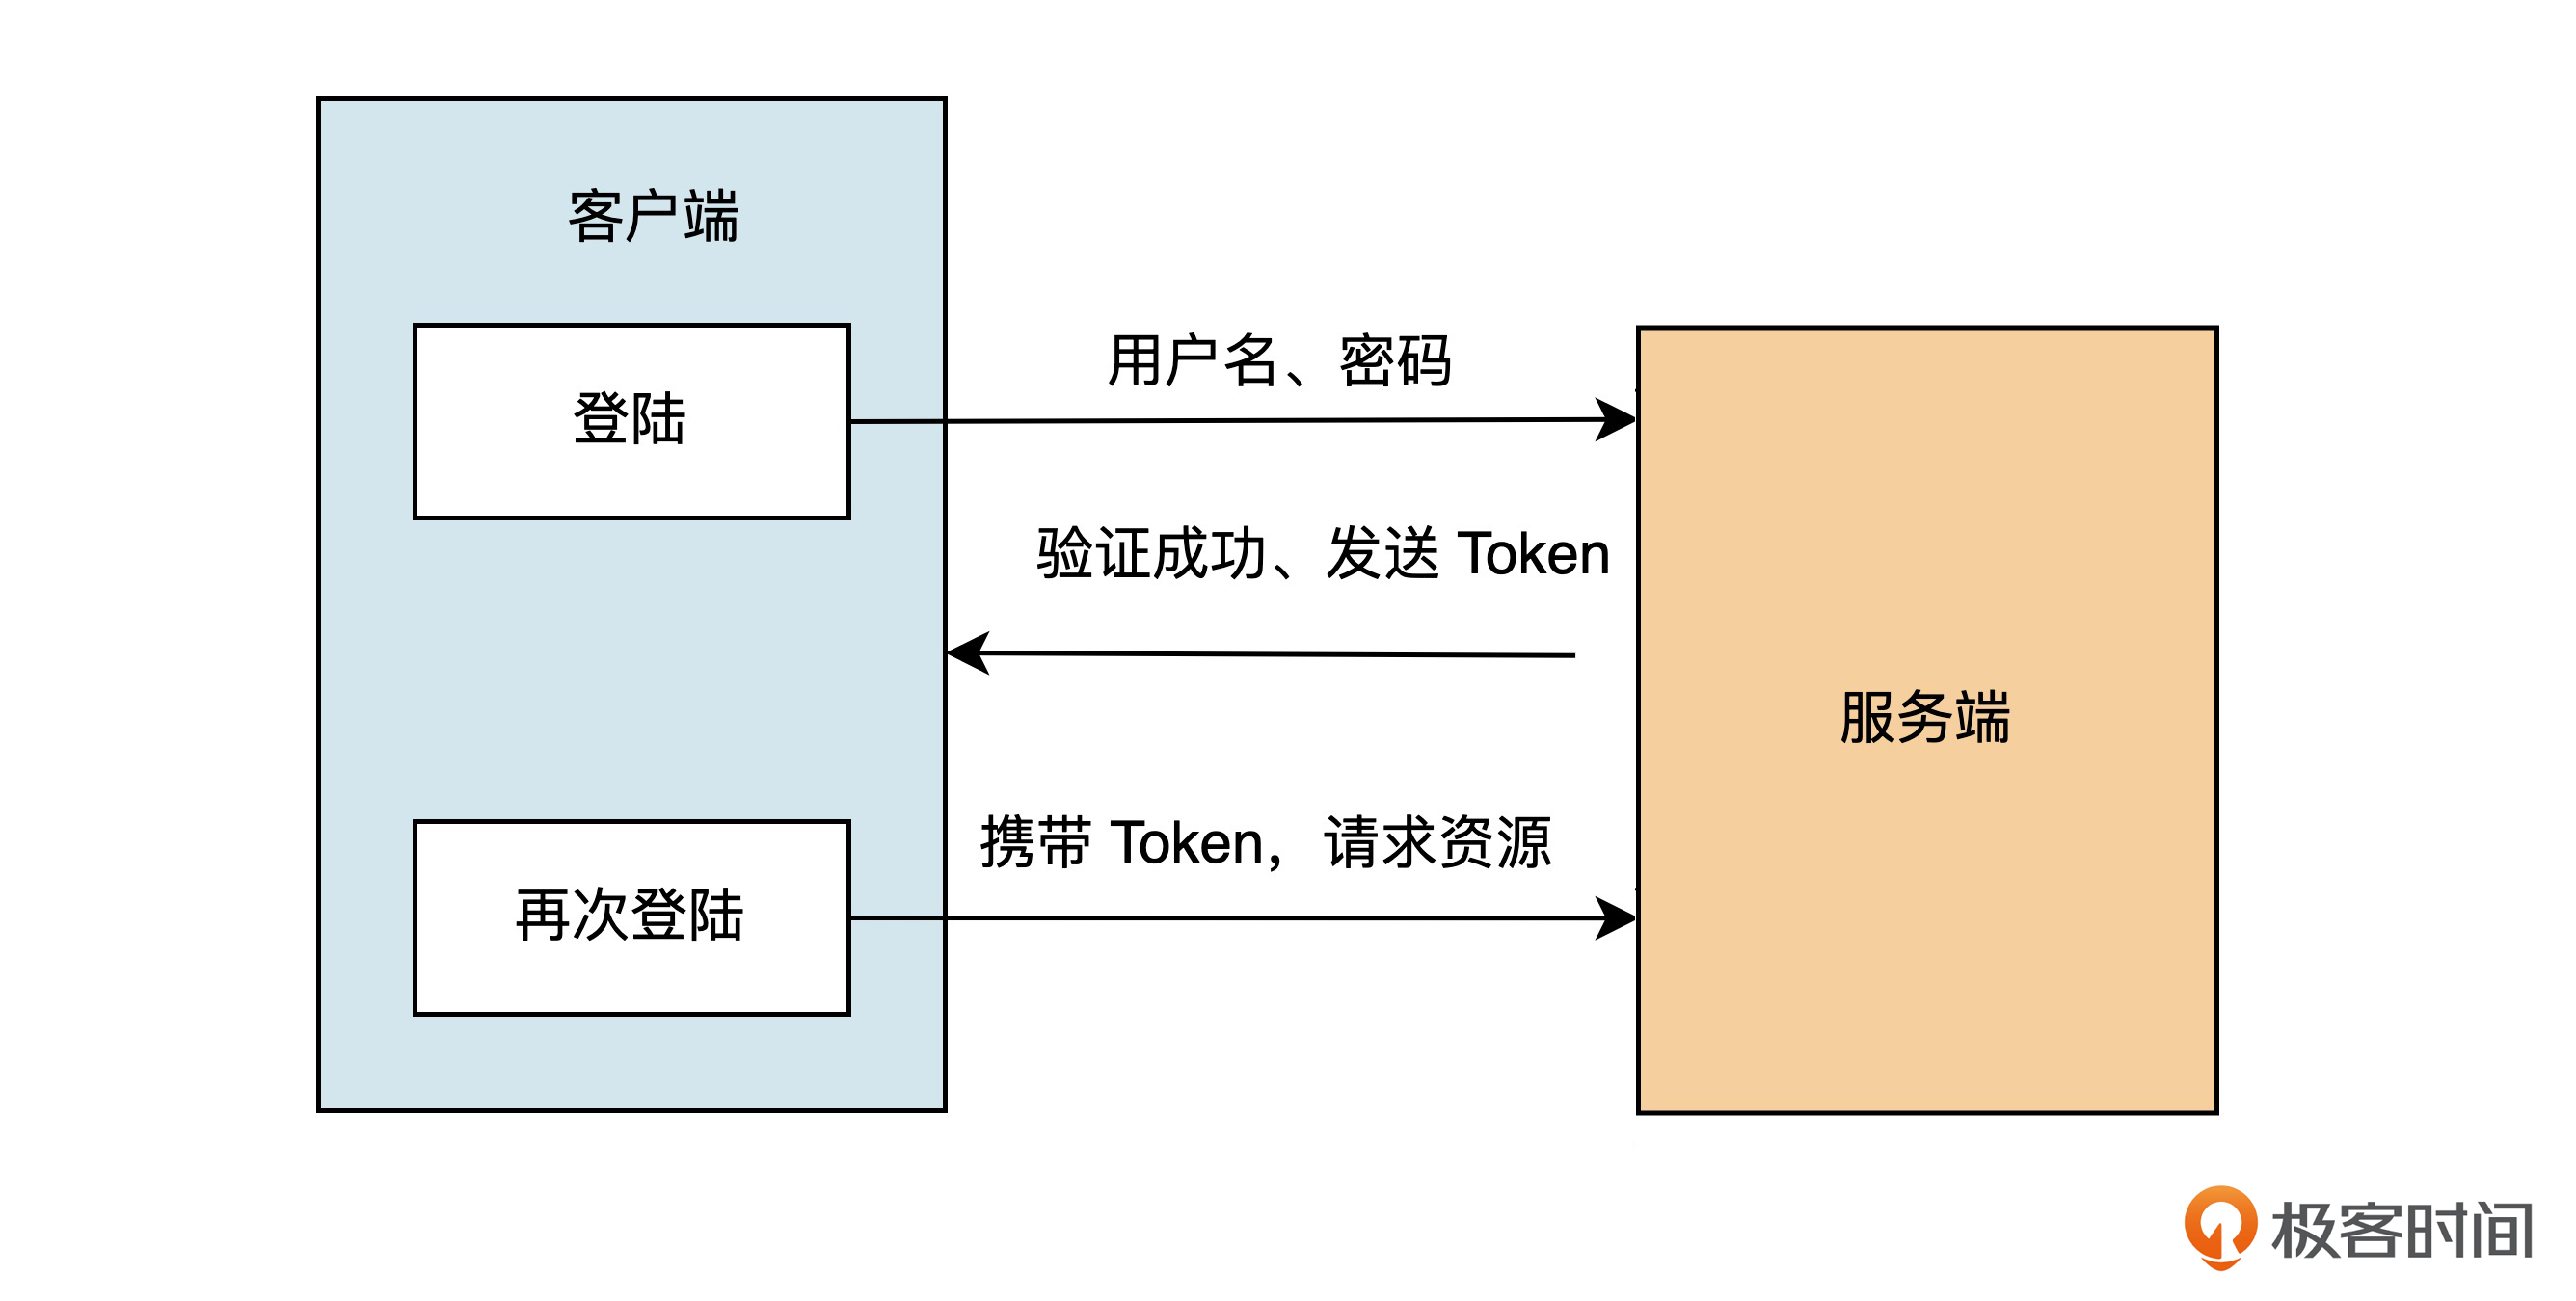 客户端
登陆
用户名、密码
验证成功、发送 Token
服务端
携带 Token，请求资源
再次登陆
极客时间